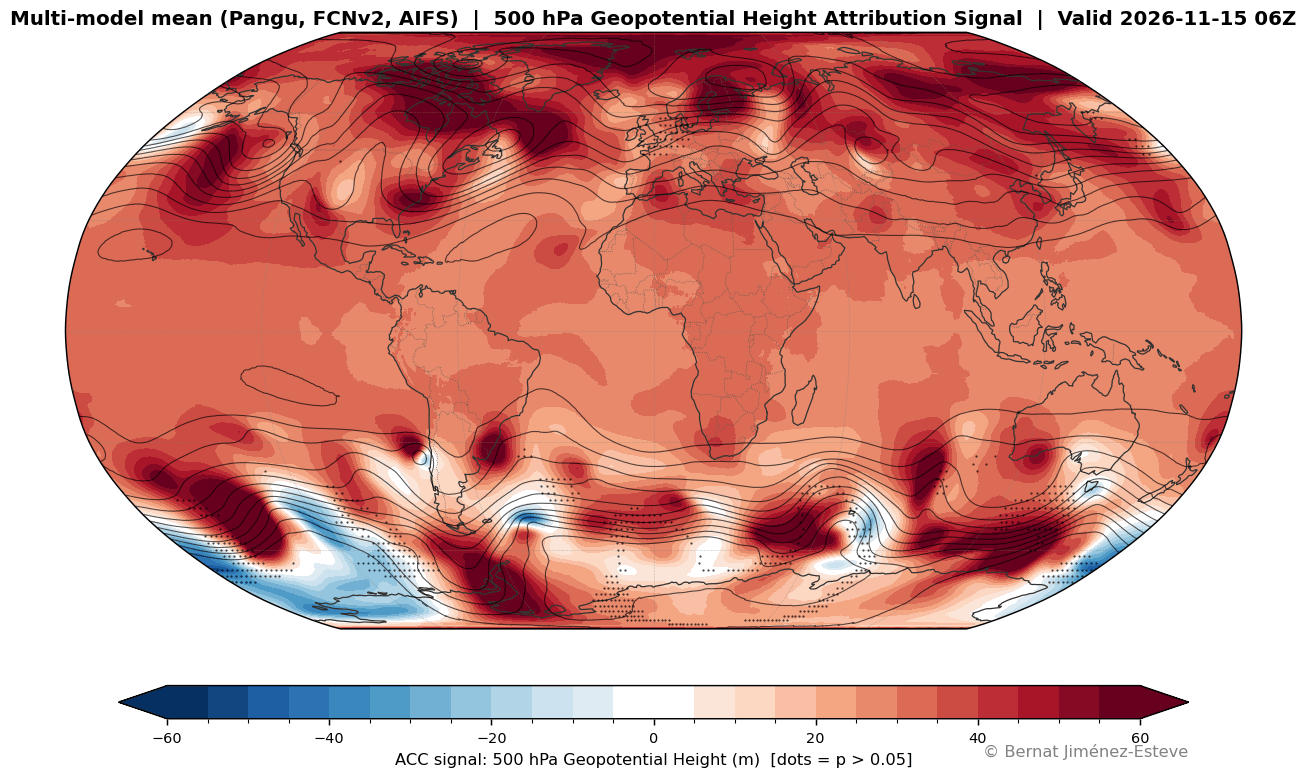 Multi-model mean (Pangu, FCNv2, AIFS)  |  500 hPa Geopotential Height Attribution Signal  |  Valid 2026-11-15 06Z
−60 −40 −20 0 20 40 60
ACC signal: 500 hPa Geopotential Height (m)  [dots = p > 0.05]
© Bernat Jiménez-Esteve